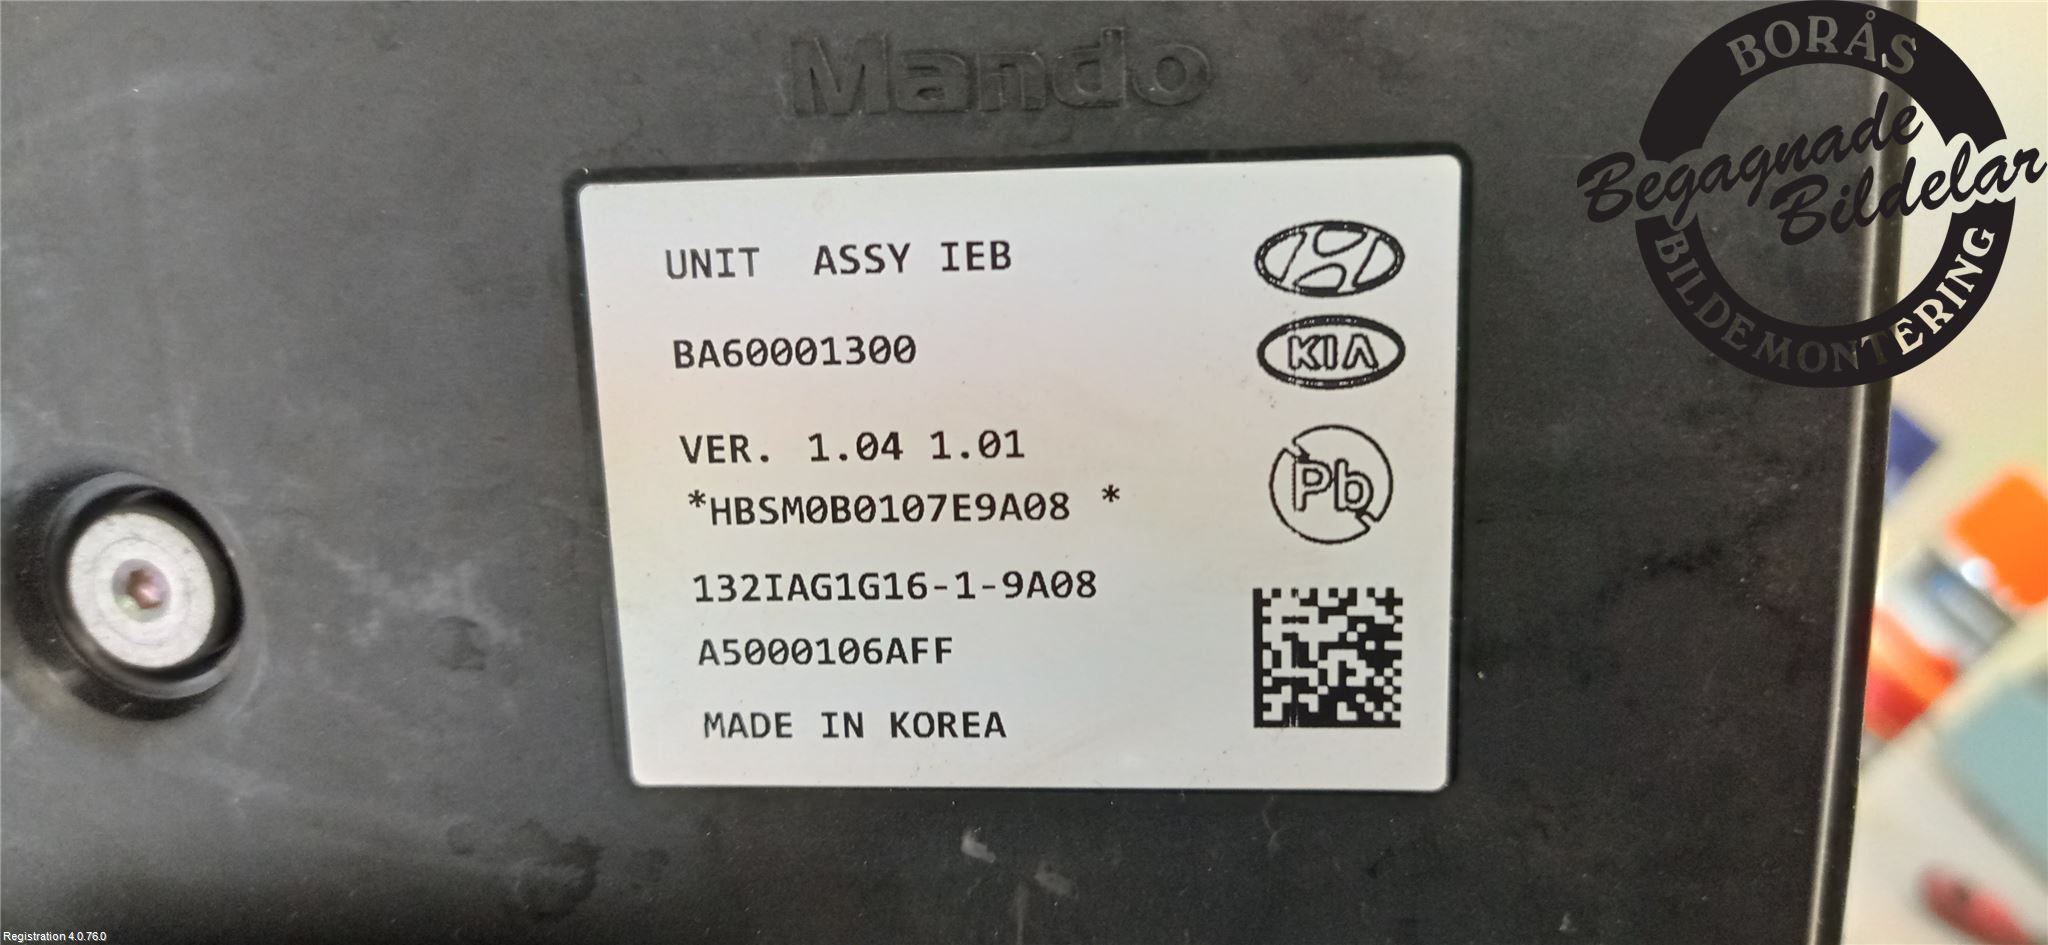 Mando
UNIT ASSY IEB
BA60001300
VER. 1.04 1.01
*HBSM0B0107E9A08 *
132IAG1G16-1-9A08
A5000106AFF
MADE IN KOREA
KIA
Pb
BORÅS
Begagnade
Bildelar
BILDEMONTERING
Registration 4.0.76.0